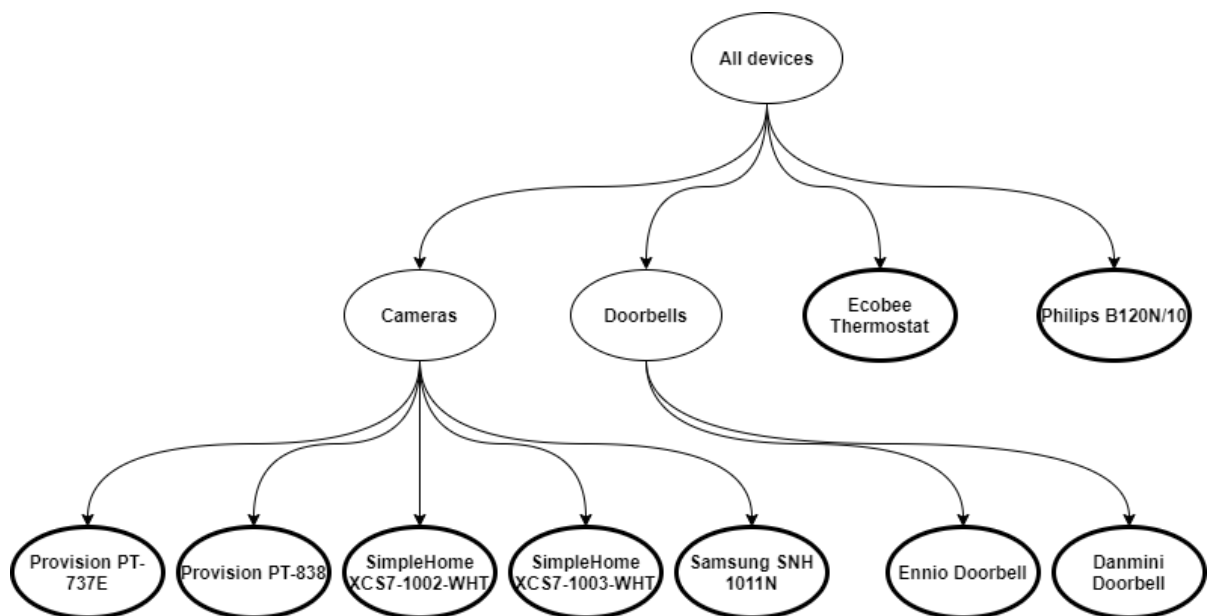 All devices
Cameras
Doorbells
Ecobee
Thermostat
Philips B120N/10
Provision PT-
737E
Provision PT-838
SimpleHome
XCS7-1002-WHT
SimpleHome
XCS7-1003-WHT
Samsung SNH
1011N
Ennio Doorbell
Danmini
Doorbell